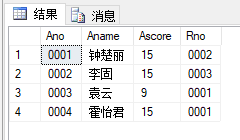 结果 消息
Ano Aname Ascore Rno
1 0001 钟楚丽 15 0002
2 0002 李固 15 0003
3 0003 袁云 9 0001
4 0004 霍怡君 15 0001